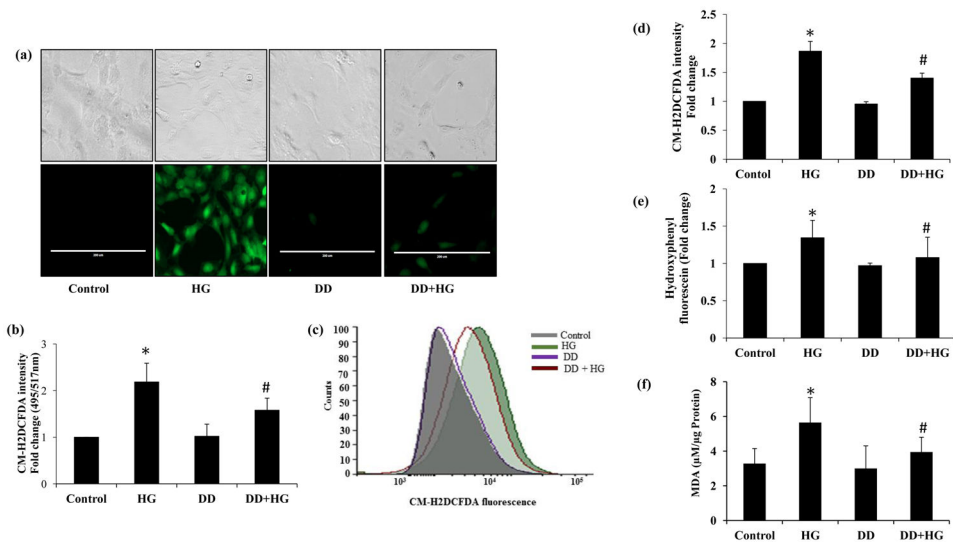 (a)
Control HG DD DD+HG
(b)
CM-H2DCFDA intensity
Fold change (495/517nm)
3
2
1
0
*
#
Control HG DD DD+HG
(c)
Counts
100
90
80
70
60
50
40
30
20
10
0
10³ 10⁴ 10⁵
CM-H2DCFDA fluorescence
Control
HG
DD
DD + HG
(d)
CM-H2DCFDA intensity
Fold change
2.5
2
1.5
1
0.5
0
*
#
Contol HG DD DD+HG
(e)
Hydroxyphenyl
fluorescein (Fold change)
2
1.5
1
0.5
0
*
#
Control HG DD DD+HG
(f)
MDA (µM/µg Protein)
8
6
4
2
0
*
#
Control HG DD DD+HG